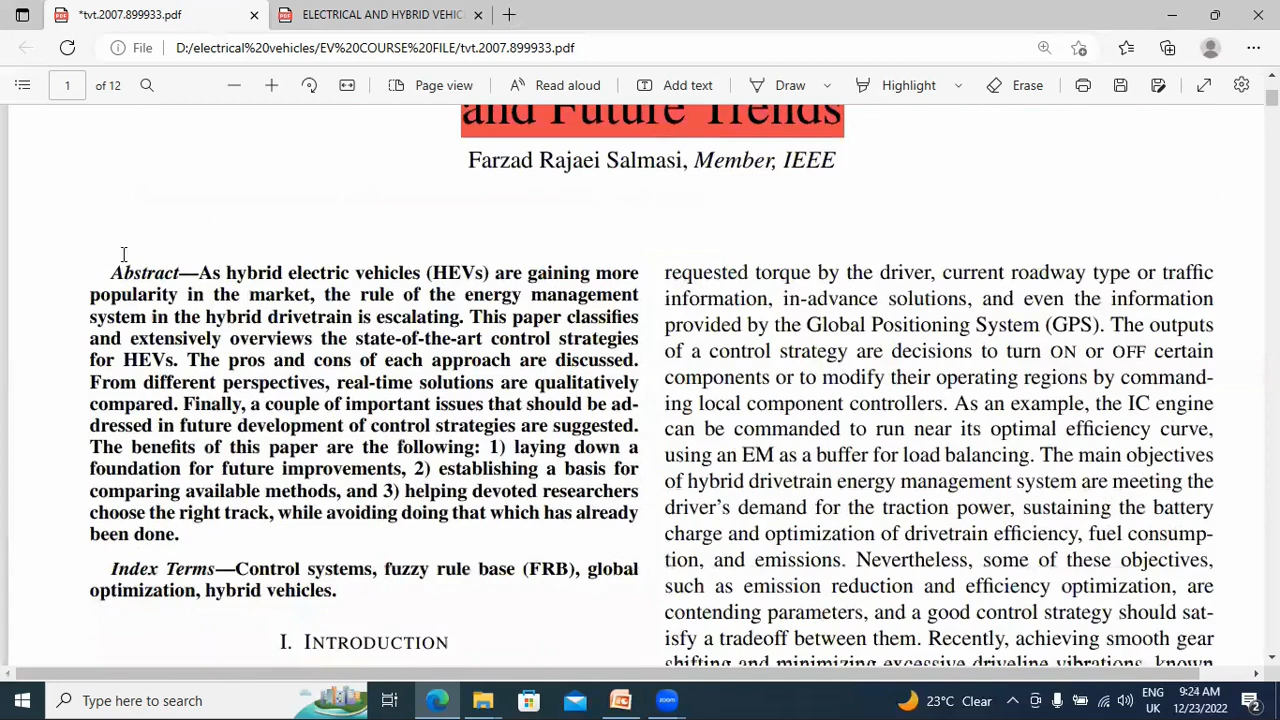 *tvt.2007.899933.pdf
ELECTRICAL AND HYBRID VEHIC
File
D:/electrical%20vehicles/EV%20COURSE%20FILE/tvt.2007.899933.pdf
1 of 12
Page view
Read aloud
Add text
Draw
Highlight
Erase
and Future Trends
Farzad Rajaei Salmasi, Member, IEEE
Abstract—As hybrid electric vehicles (HEVs) are gaining more
popularity in the market, the rule of the energy management
system in the hybrid drivetrain is escalating. This paper classifies
and extensively overviews the state-of-the-art control strategies
for HEVs. The pros and cons of each approach are discussed.
From different perspectives, real-time solutions are qualitatively
compared. Finally, a couple of important issues that should be ad-
dressed in future development of control strategies are suggested.
The benefits of this paper are the following: 1) laying down a
foundation for future improvements, 2) establishing a basis for
comparing available methods, and 3) helping devoted researchers
choose the right track, while avoiding doing that which has already
been done.
Index Terms—Control systems, fuzzy rule base (FRB), global
optimization, hybrid vehicles.
I. INTRODUCTION
requested torque by the driver, current roadway type or traffic
information, in-advance solutions, and even the information
provided by the Global Positioning System (GPS). The outputs
of a control strategy are decisions to turn ON or OFF certain
components or to modify their operating regions by command-
ing local component controllers. As an example, the IC engine
can be commanded to run near its optimal efficiency curve,
using an EM as a buffer for load balancing. The main objectives
of hybrid drivetrain energy management system are meeting the
driver's demand for the traction power, sustaining the battery
charge and optimization of drivetrain efficiency, fuel consump-
tion, and emissions. Nevertheless, some of these objectives,
such as emission reduction and efficiency optimization, are
contending parameters, and a good control strategy should sat-
isfy a tradeoff between them. Recently, achieving smooth gear
shifting and minimizing excessive driveline vibrations, known
Type here to search
zoom
23°C Clear
ENG
UK
9:24 AM
12/23/2022
2